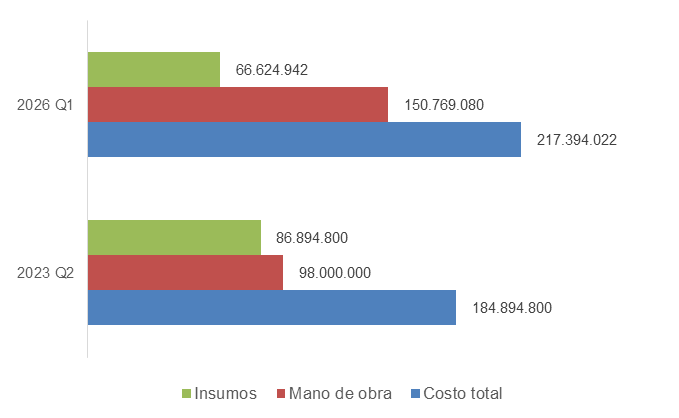 66.624.942
2026 Q1
150.769.080
217.394.022
86.894.800
2023 Q2
98.000.000
184.894.800
Insumos Mano de obra Costo total